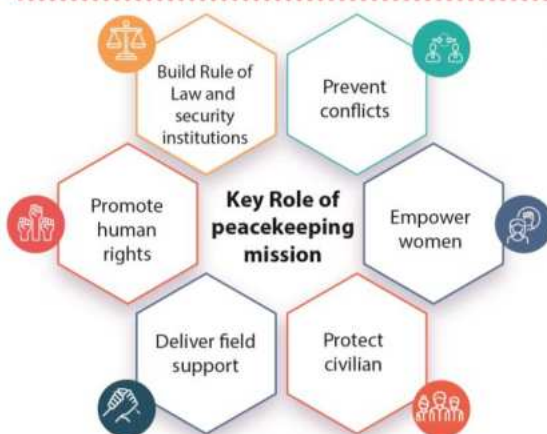 Build Rule of
Law and
security
institutions
Prevent
conflicts
Promote
human
rights
Key Role of
peacekeeping
mission
Empower
women
Deliver field
support
Protect
civilian